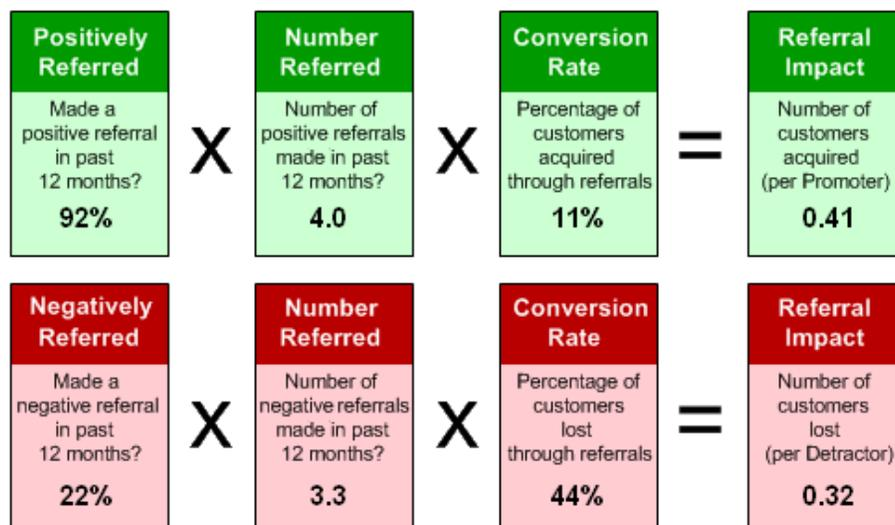 Positively
Referred
Made a
positive referral
in past
12 months?
92%
X
Number
Referred
Number of
positive referrals
made in past
12 months?
4.0
X
Conversion
Rate
Percentage of
customers
acquired
through referrals
11%
=
Referral
Impact
Number of
customers
acquired
(per Promoter)
0.41
Negatively
Referred
Made a
negative referral
in past
12 months?
22%
X
Number
Referred
Number of
negative referrals
made in past
12 months?
3.3
X
Conversion
Rate
Percentage of
customers
lost
through referrals
44%
=
Referral
Impact
Number of
customers
lost
(per Detractor)
0.32